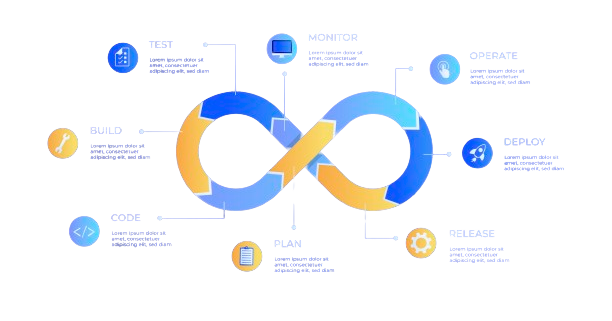 TEST
Lorem ipsum dolor sit
amet, consectetuer
adipiscing elit, sed diam
MONITOR
Lorem ipsum dolor sit
amet, consectetuer
adipiscing elit, sed diam
OPERATE
Lorem ipsum dolor sit
amet, consectetuer
adipiscing elit, sed diam
BUILD
Lorem ipsum dolor sit
amet, consectetuer
adipiscing elit, sed diam
DEPLOY
Lorem ipsum dolor sit
amet, consectetuer
adipiscing elit, sed diam
CODE
Lorem ipsum dolor sit
amet, consectetuer
adipiscing elit, sed diam
</>
PLAN
Lorem ipsum dolor sit
amet, consectetuer
adipiscing elit, sed diam
RELEASE
Lorem ipsum dolor sit
amet, consectetuer
adipiscing elit, sed diam